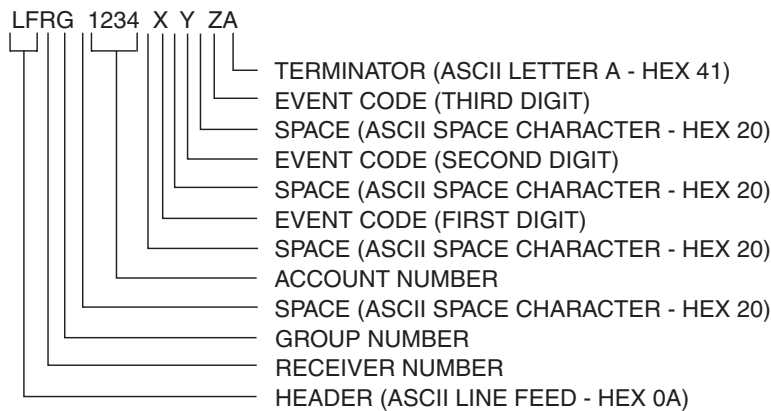 LFRG 1234 X Y ZA
TERMINATOR (ASCII LETTER A - HEX 41)
EVENT CODE (THIRD DIGIT)
SPACE (ASCII SPACE CHARACTER - HEX 20)
EVENT CODE (SECOND DIGIT)
SPACE (ASCII SPACE CHARACTER - HEX 20)
EVENT CODE (FIRST DIGIT)
SPACE (ASCII SPACE CHARACTER - HEX 20)
ACCOUNT NUMBER
SPACE (ASCII SPACE CHARACTER - HEX 20)
GROUP NUMBER
RECEIVER NUMBER
HEADER (ASCII LINE FEED - HEX 0A)